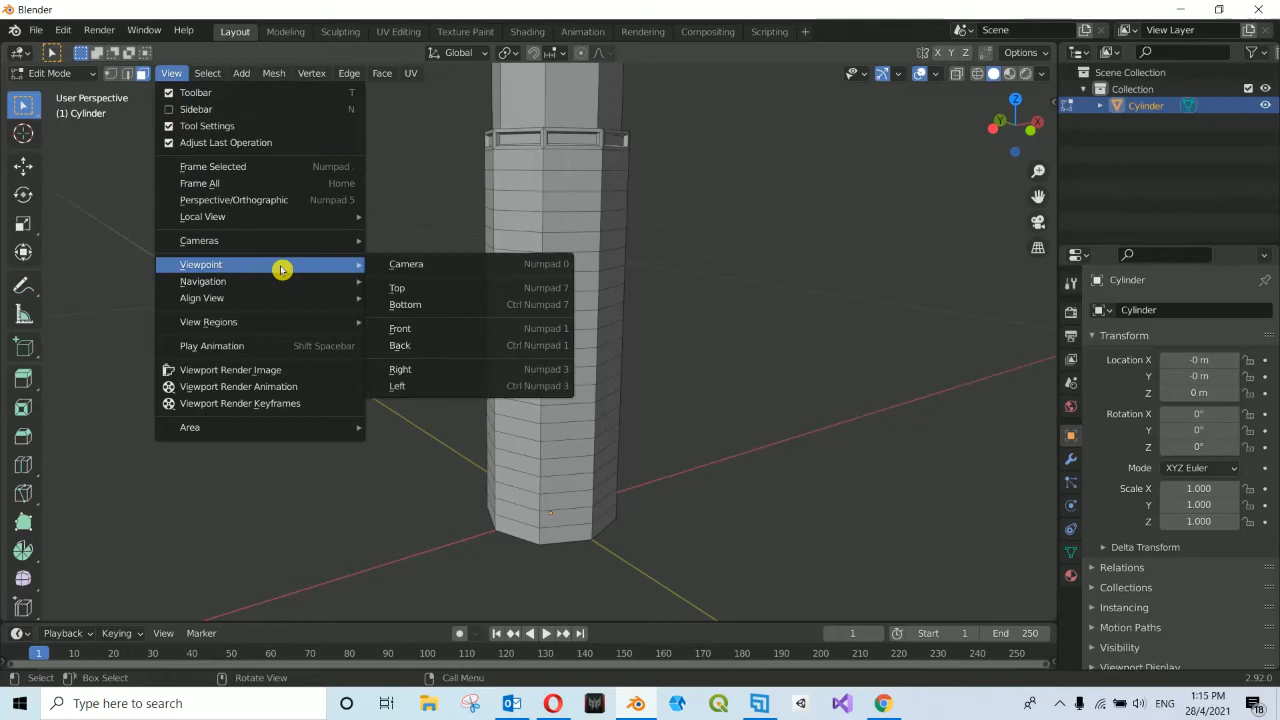 Blender
File Edit Render Window Help Layout Modeling Sculpting UV Editing Texture Paint Shading Animation Rendering Compositing Scripting + Scene View Layer
Global X Y Z Options
Edit Mode View Select Add Mesh Vertex Edge Face UV
User Perspective
(1) Cylinder
Toolbar T
Sidebar N
Tool Settings
Adjust Last Operation
Frame Selected Numpad .
Frame All Home
Perspective/Orthographic Numpad 5
Local View
Cameras
Viewpoint
Navigation
Align View
View Regions
Play Animation Shift Spacebar
Viewport Render Image
Viewport Render Animation
Viewport Render Keyframes
Area
Camera Numpad 0
Top Numpad 7
Bottom Ctrl Numpad 7
Front Numpad 1
Back Ctrl Numpad 1
Right Numpad 3
Left Ctrl Numpad 3
Z
Y X
Scene Collection
Collection
Cylinder
Cylinder
Cylinder
Transform
Location X -0 m
Y -0 m
Z 0 m
Rotation X 0°
Y 0°
Z 0°
Mode XYZ Euler
Scale X 1.000
Y 1.000
Z 1.000
Delta Transform
Relations
Collections
Instancing
Motion Paths
Visibility
Viewport Display
Playback Keying View Marker 1 Start 1 End 250
1 10 20 30 40 50 60 70 80 90 100 110 120 130 140 150 160 170 180 190 200 210 220 230 240 250
Select Box Select Rotate View Call Menu 2.92.0
Type here to search
ENG
1:15 PM
28/4/2021
18